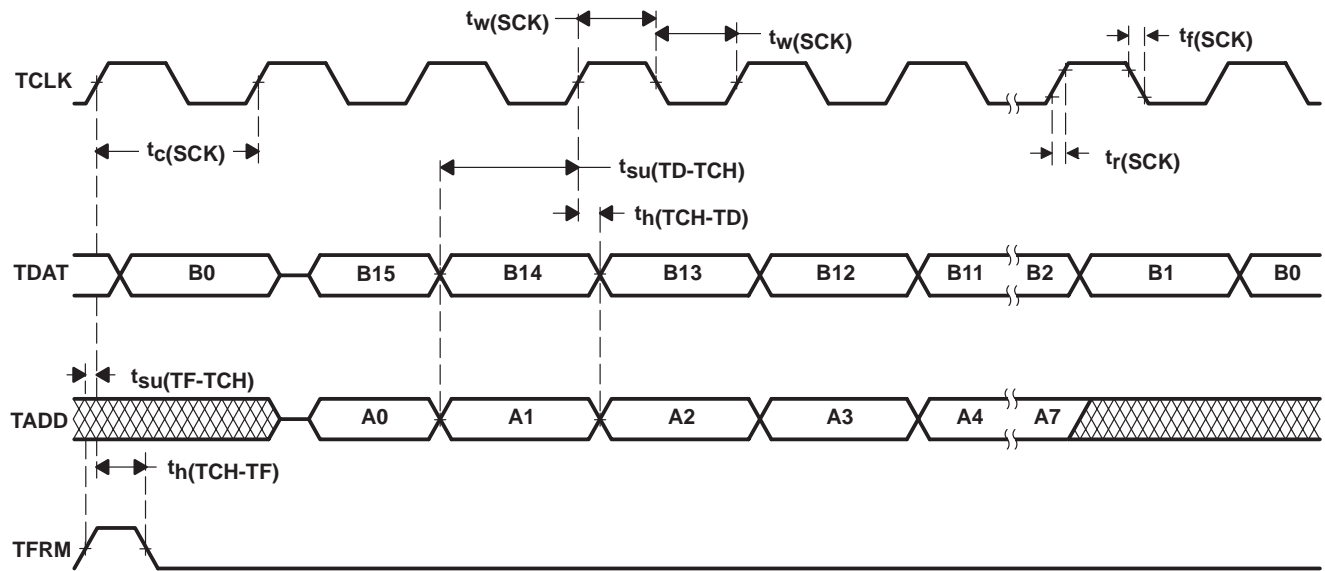 tw(SCK)
tw(SCK)
tf(SCK)
TCLK
tc(SCK)
tsu(TD-TCH)
tr(SCK)
th(TCH-TD)
TDAT B0 B15 B14 B13 B12 B11 B2 B1 B0
tsu(TF-TCH)
TADD A0 A1 A2 A3 A4 A7
th(TCH-TF)
TFRM